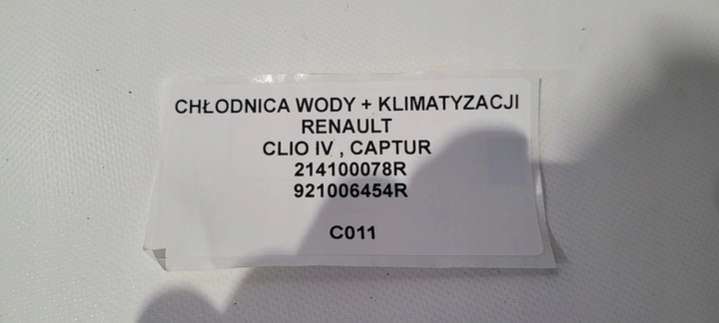 CHŁODNICA WODY + KLIMATYZACJI
RENAULT
CLIO IV , CAPTUR
214100078R
921006454R
C011